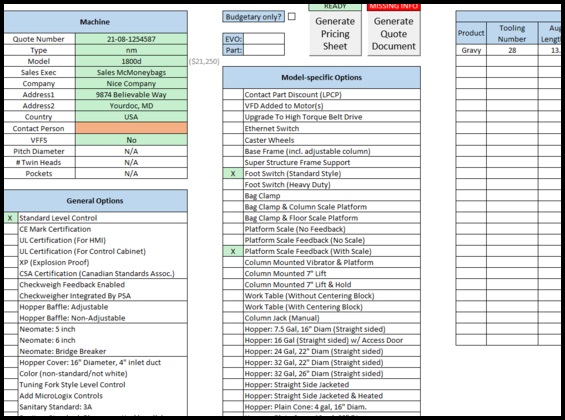 Machine
Quote Number 21-08-1254587
Type nm
Model 1800d ($21,250)
Sales Exec Sales McMoneybags
Company Nice Company
Address1 9874 Believable Way
Address2 Yourdoc, MD
Country USA
Contact Person
VFFS No
Pitch Diameter N/A
# Twin Heads N/A
Pockets N/A
General Options
X Standard Level Control
CE Mark Certification
UL Certification (For HMI)
UL Certification (For Control Cabinet)
XP (Explosion Proof)
CSA Certification (Canadian Standards Assoc.)
Checkweigh Feedback Enabled
Checkweigher Integrated By PSA
Hopper Baffle: Adjustable
Hopper Baffle: Non-Adjustable
Neomate: 5 inch
Neomate: 6 inch
Neomate: Bridge Breaker
Hopper Cover: 16" Diameter, 4" inlet duct
Color (non-standard/not white)
Tuning Fork Style Level Control
Add MicroLogix Controls
Sanitary Standard: 3A
Budgetary only?
EVO:
Part:
READY
Generate
Pricing
Sheet
MISSING INFO
Generate
Quote
Document
Model-specific Options
Contact Part Discount (LPCP)
VFD Added to Motor(s)
Upgrade To High Torque Belt Drive
Ethernet Switch
Caster Wheels
Base Frame (incl. adjustable column)
Super Structure Frame Support
X Foot Switch (Standard Style)
Foot Switch (Heavy Duty)
Bag Clamp
Bag Clamp & Column Scale Platform
Bag Clamp & Floor Scale Platform
Platform Scale (No Feedback)
Platform Scale Feedback (No Scale)
X Platform Scale Feedback (With Scale)
Column Mounted Vibrator & Platform
Column Mounted 7" Lift
Column Mounted 7" Lift & Hold
Work Table (Without Centering Block)
Work Table (With Centering Block)
Column Jack (Manual)
Hopper: 7.5 Gal, 16" Diam (Straight sided)
Hopper: 16 Gal (Straight sided) w/ Access Door
Hopper: 24 Gal, 22" Diam (Straight sided)
Hopper: 32 Gal, 22" Diam (Straight sided)
Hopper: 32 Gal, 26" Diam (Straight sided)
Hopper: Straight Side Jacketed
Hopper: Straight Side Jacketed & Heated
Hopper: Plain Cone: 4 gal, 16" Diam.
Product
Tooling
Number
Gravy 28 13.